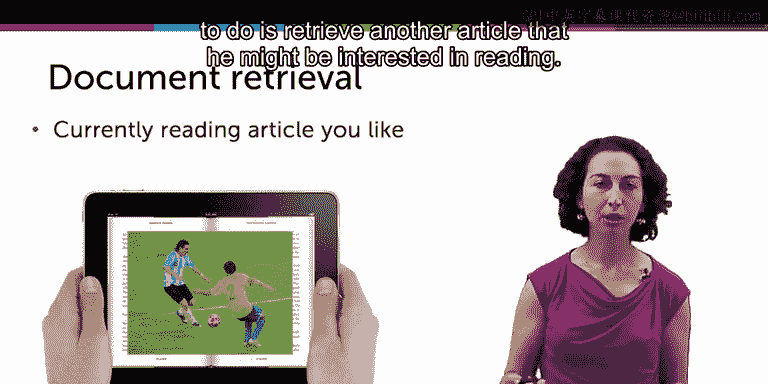 to do is retrieve another article that
he might be interested in reading.
Document retrieval
• Currently reading article you like